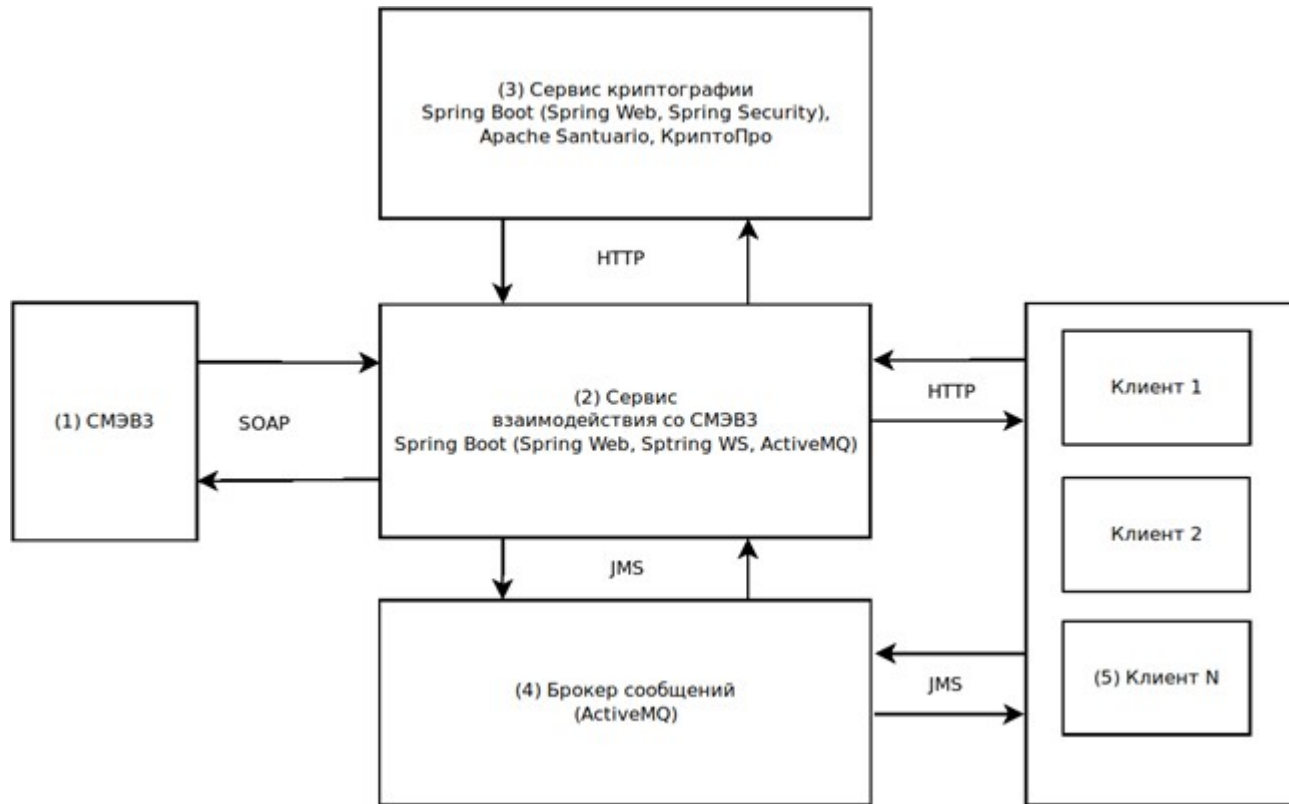 (3) Сервис криптографии
Spring Boot (Spring Web, Spring Security),
Apache Santuario, КриптоПро
HTTP
(1) СМЭВ3
SOAP
(2) Сервис
взаимодействия со СМЭВ3
Spring Boot (Spring Web, Sptring WS, ActiveMQ)
HTTP
Клиент 1
Клиент 2
(5) Клиент N
JMS
(4) Брокер сообщений
(ActiveMQ)
JMS